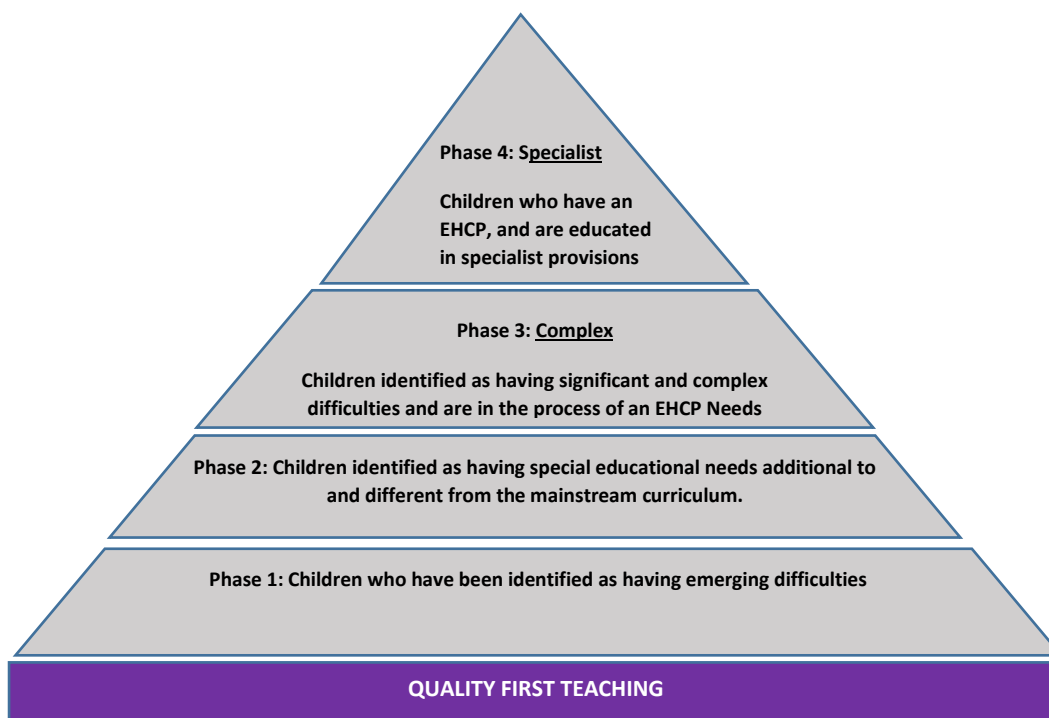 Phase 4: Specialist
Children who have an
EHCP, and are educated
in specialist provisions
Phase 3: Complex
Children identified as having significant and complex
difficulties and are in the process of an EHCP Needs
Phase 2: Children identified as having special educational needs additional to
and different from the mainstream curriculum.
Phase 1: Children who have been identified as having emerging difficulties
QUALITY FIRST TEACHING